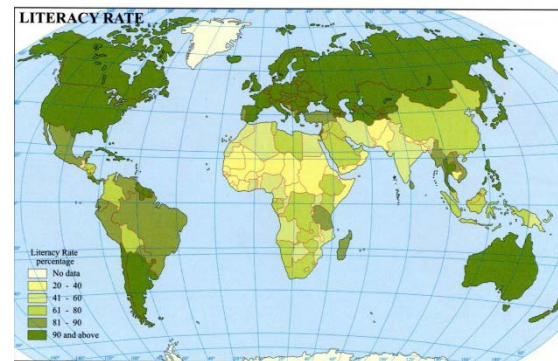 LITERACY RATE
Literacy Rate
percentage
No data
20 - 40
41 - 60
61 - 80
81 - 90
90 and above